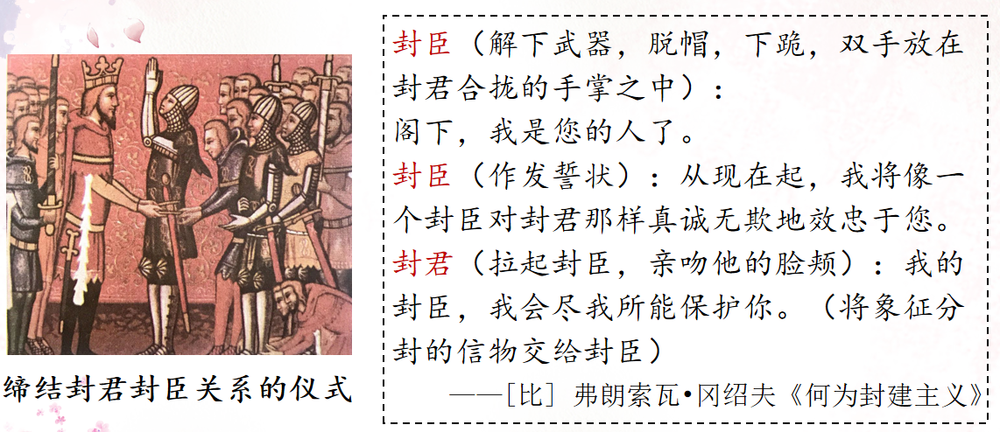 封臣（解下武器，脱帽，下跪，双手放在
封君合拢的手掌之中）：
阁下，我是您的人了。
封臣（作发誓状）：从现在起，我将像一
个封臣对封君那样真诚无欺地效忠于您。
封君（拉起封臣，亲吻他的脸颊）：我的
封臣，我会尽我所能保护你。（将象征分
封的信物交给封臣）
——［比］弗朗索瓦•冈绍夫《何为封建主义》
缔结封君封臣关系的仪式